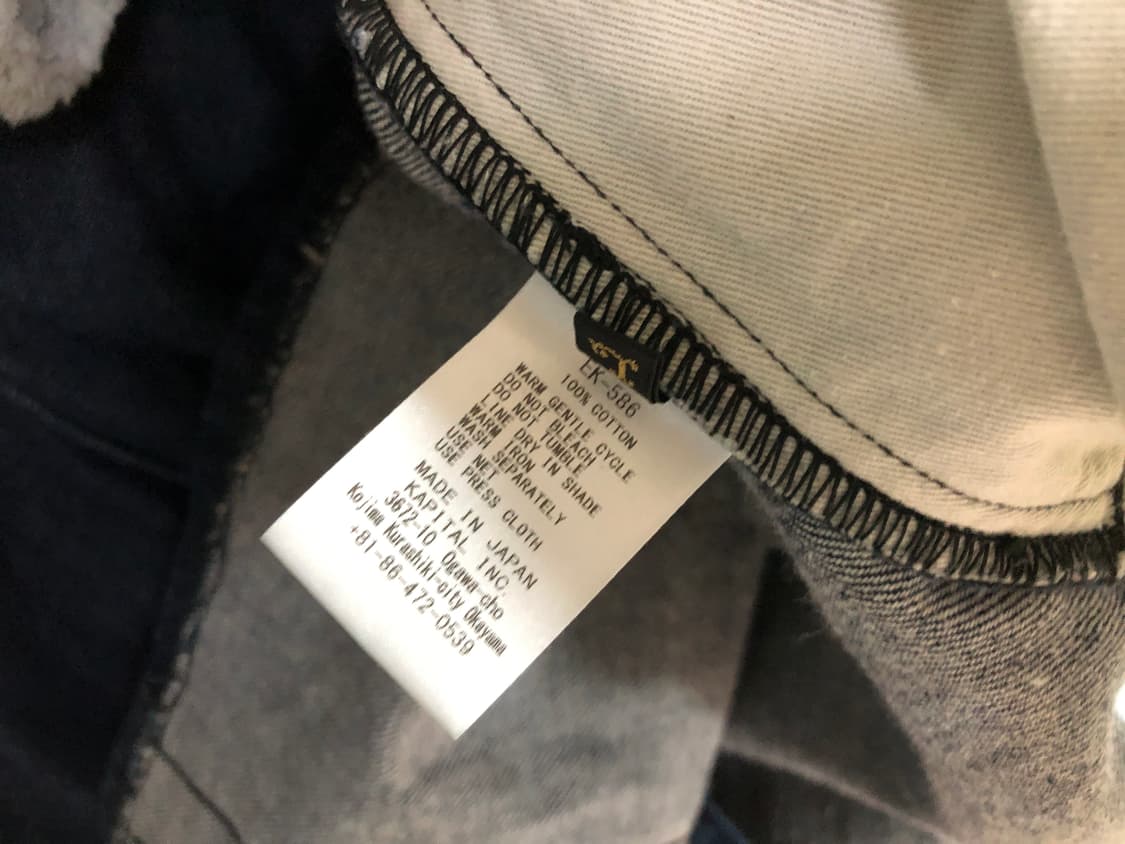 EK-586
100% COTTON
WARM GENTLE CYCLE
DO NOT BLEACH
DO NOT TUMBLE
LINE DRY IN SHADE
WARM IRON
WASH SEPARATELY
USE NET
USE PRESS CLOTH
MADE IN JAPAN
KAPITAL INC.
3672-10 Ogawa-cho
Kojima Kurashiki-city Okayama
+81-86-472-0539